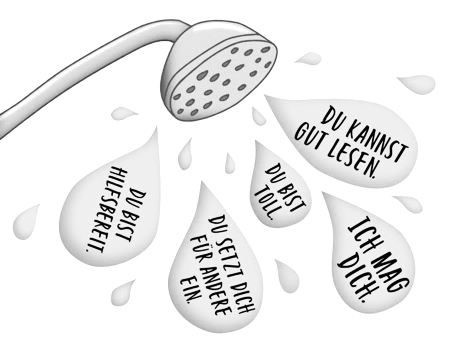 DU KANNST
GUT LESEN.
DU BIST
HILFSBEREIT.
DU BIST
TOLL.
DU SETZT DICH
FÜR ANDERE
EIN.
ICH MAG
DICH.